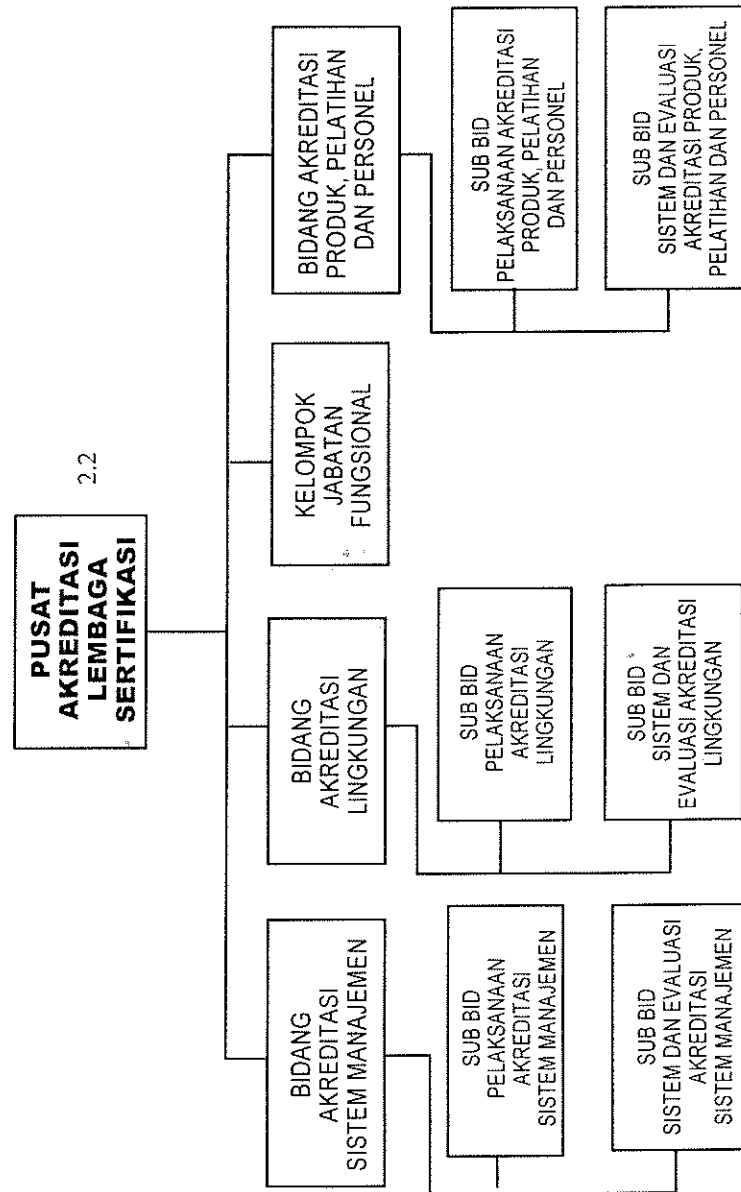 PUSAT
AKREDITASI
LEMBAGA
SERTIFIKASI
2.2
BIDANG
AKREDITASI
SISTEM MANAJEMEN
SUB BID
PELAKSANAAN
AKREDITASI
SISTEM MANAJEMEN
SUB BID
SISTEM DAN EVALUASI
AKREDITASI
SISTEM MANAJEMEN
BIDANG
AKREDITASI
LINGKUNGAN
SUB BID
PELAKSANAAN
AKREDITASI
LINGKUNGAN
SUB BID
SISTEM DAN
EVALUASI AKREDITASI
LINGKUNGAN
KELOMPOK
JABATAN
FUNGSIONAL
BIDANG AKREDITASI
PRODUK, PELATIHAN
DAN PERSONEL
SUB BID
PELAKSANAAN AKREDITASI
PRODUK, PELATIHAN
DAN PERSONEL
SUB BID
SISTEM DAN EVALUASI
AKREDITASI PRODUK,
PELATIHAN DAN PERSONEL